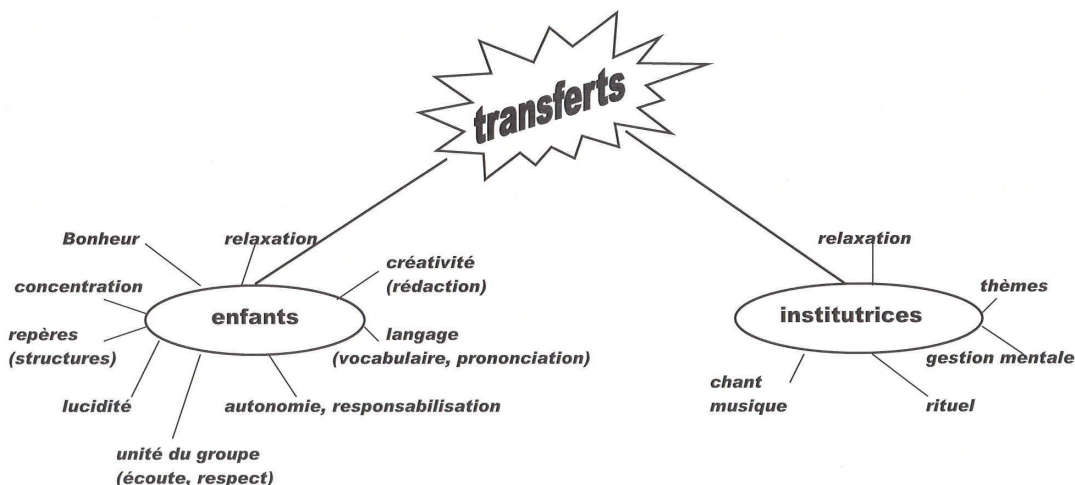 transferts
Bonheur
relaxation
créativité
(rédaction)
concentration
enfants
repères
(structures)
langage
(vocabulaire, prononciation)
lucidité
autonomie, responsabilisation
unité du groupe
(écoute, respect)
relaxation
thèmes
institutrices
gestion mentale
chant
musique
rituel